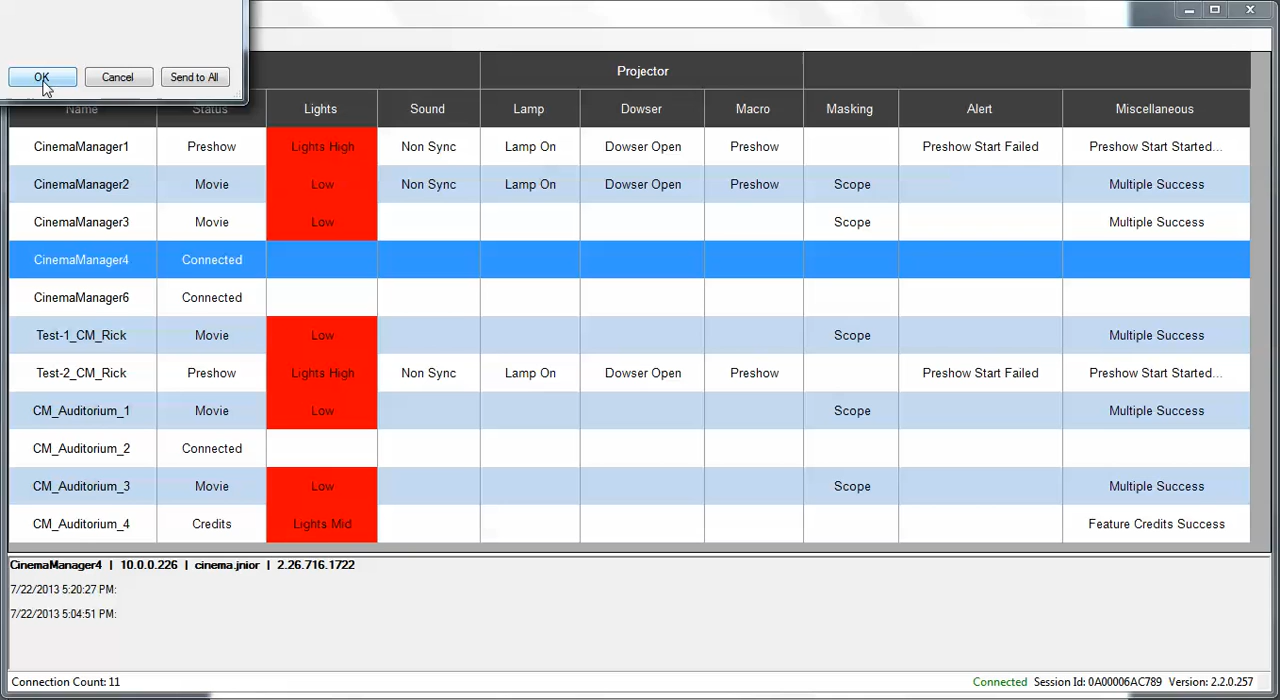 OK Cancel Send to All
Projector
Name Status Lights Sound Lamp Dowser Macro Masking Alert Miscellaneous
CinemaManager1 Preshow Lights High Non Sync Lamp On Dowser Open Preshow Preshow Start Failed Preshow Start Started...
CinemaManager2 Movie Low Non Sync Lamp On Dowser Open Preshow Scope Multiple Success
CinemaManager3 Movie Low Scope Multiple Success
CinemaManager4 Connected
CinemaManager6 Connected
Test-1_CM_Rick Movie Low Scope Multiple Success
Test-2_CM_Rick Preshow Lights High Non Sync Lamp On Dowser Open Preshow Preshow Start Failed Preshow Start Started...
CM_Auditorium_1 Movie Low Scope Multiple Success
CM_Auditorium_2 Connected
CM_Auditorium_3 Movie Low Scope Multiple Success
CM_Auditorium_4 Credits Lights Mid Feature Credits Success
CinemaManager4 | 10.0.0.226 | cinema.jnior | 2.26.716.1722
7/22/2013 5:20:27 PM:
7/22/2013 5:04:51 PM:
Connection Count: 11 Connected Session Id: 0A00006AC789 Version: 2.2.0.257